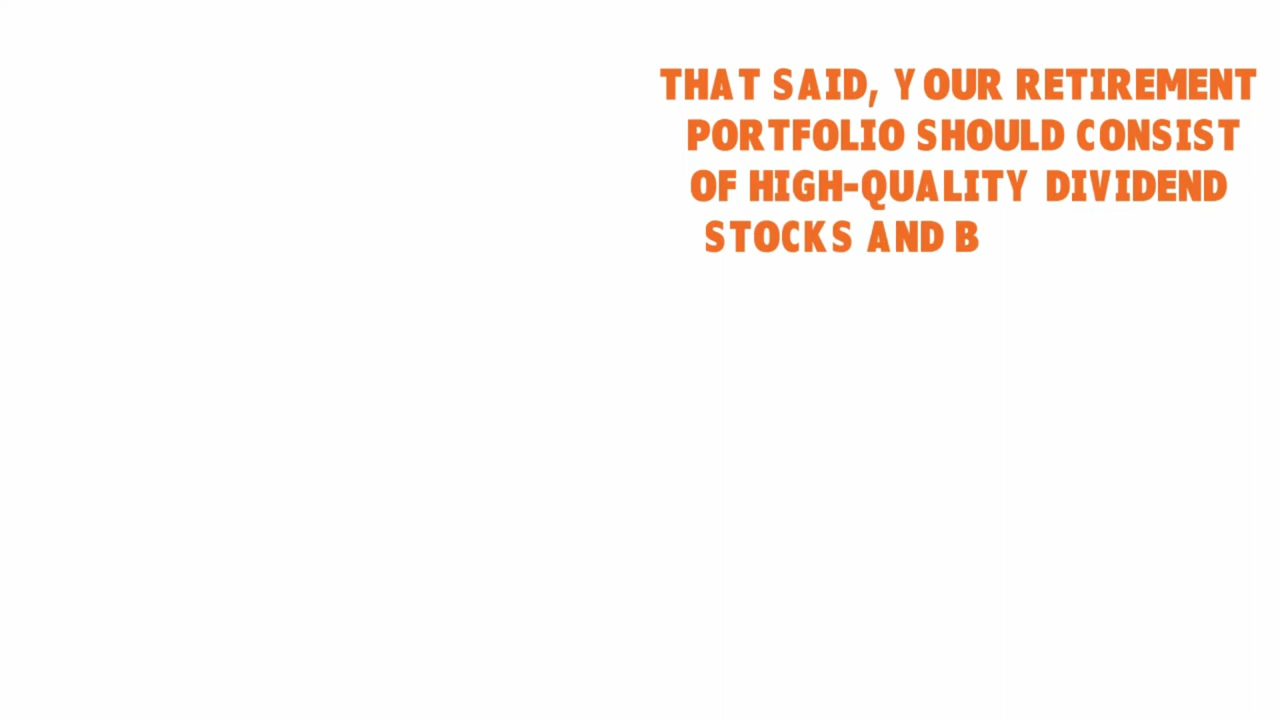 THAT SAID, YOUR RETIREMENT
PORTFOLIO SHOULD CONSIST
OF HIGH-QUALITY DIVIDEND
STOCKS AND B